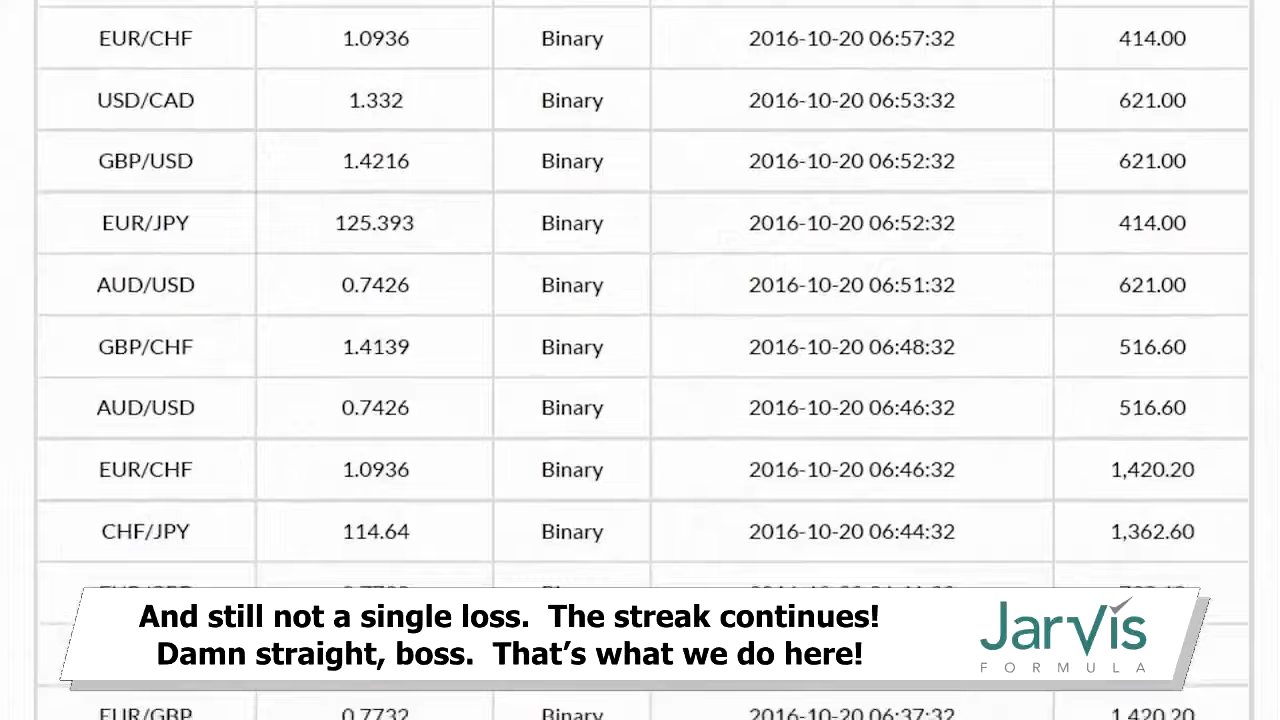 EUR/CHF 1.0936 Binary 2016-10-20 06:57:32 414.00
USD/CAD 1.332 Binary 2016-10-20 06:53:32 621.00
GBP/USD 1.4216 Binary 2016-10-20 06:52:32 621.00
EUR/JPY 125.393 Binary 2016-10-20 06:52:32 414.00
AUD/USD 0.7426 Binary 2016-10-20 06:51:32 621.00
GBP/CHF 1.4139 Binary 2016-10-20 06:48:32 516.60
AUD/USD 0.7426 Binary 2016-10-20 06:46:32 516.60
EUR/CHF 1.0936 Binary 2016-10-20 06:46:32 1,420.20
CHF/JPY 114.64 Binary 2016-10-20 06:44:32 1,362.60
And still not a single loss. The streak continues!
Damn straight, boss. That's what we do here!
Jarvis
FORMULA
EUR/GBP 0.7732 2016-10-20 06:37:32 1,420.20